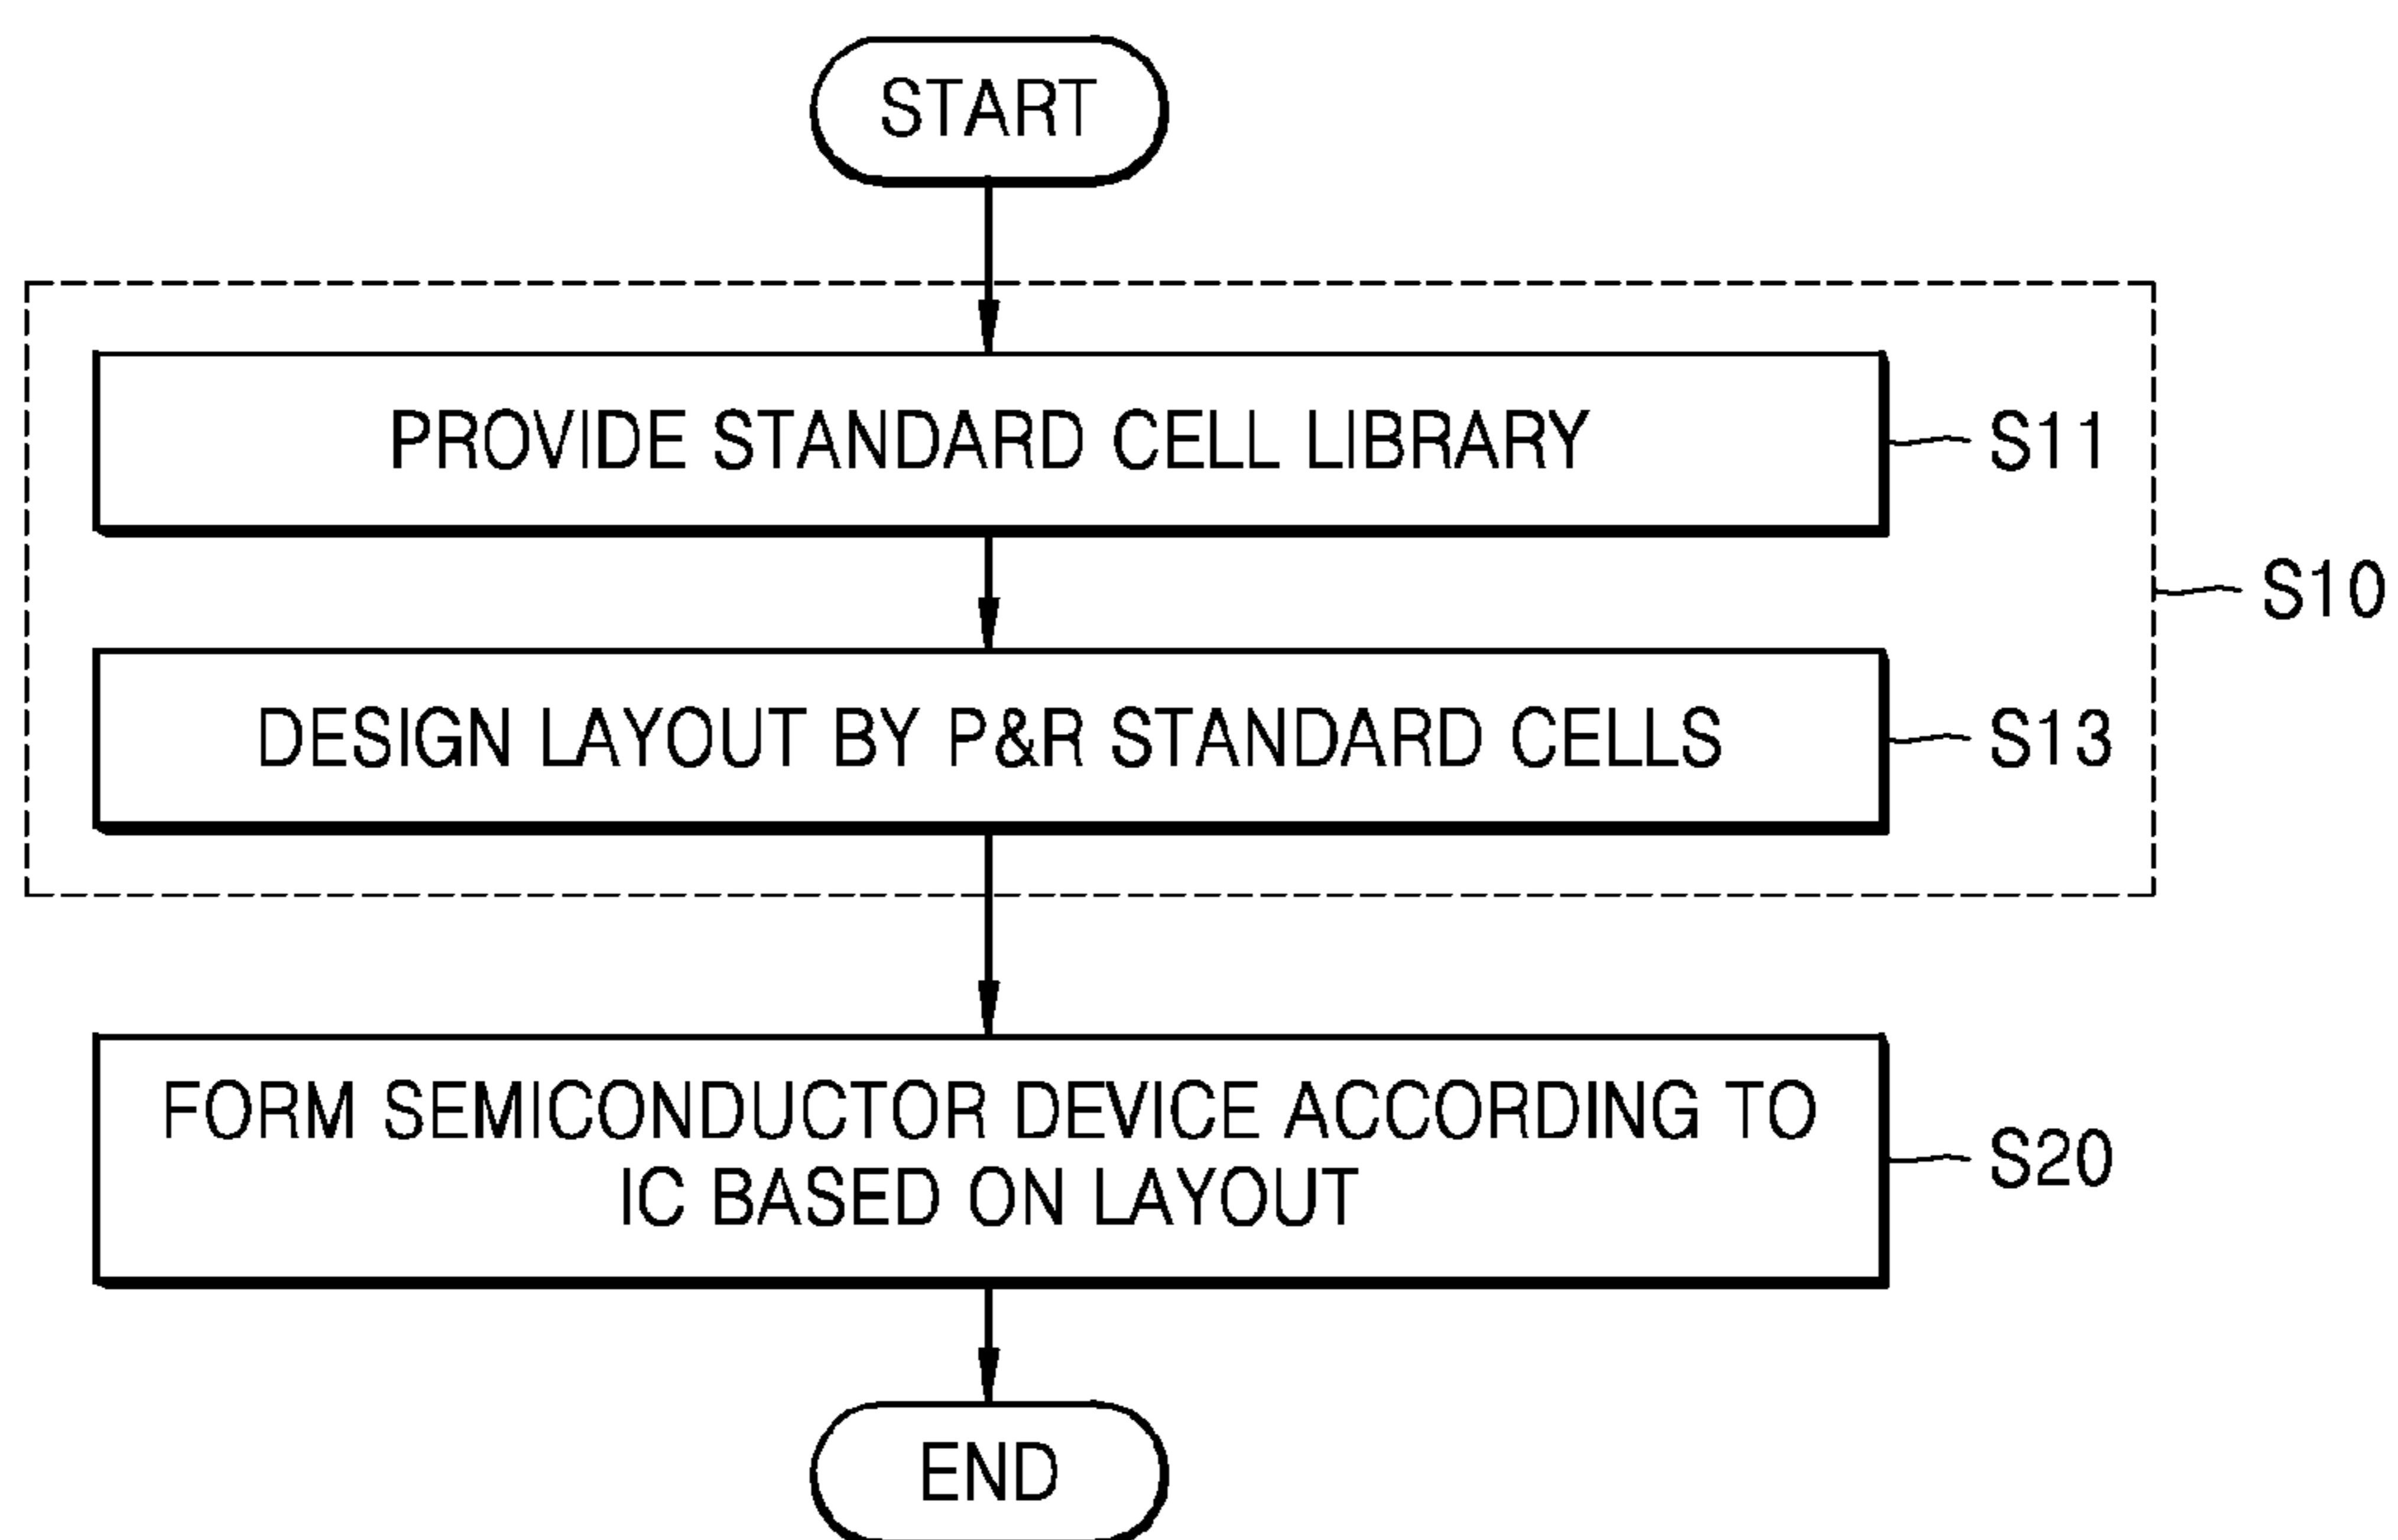 START
PROVIDE STANDARD CELL LIBRARY
S11
S10
DESIGN LAYOUT BY P&R STANDARD CELLS
S13
FORM SEMICONDUCTOR DEVICE ACCORDING TO
IC BASED ON LAYOUT
S20
END